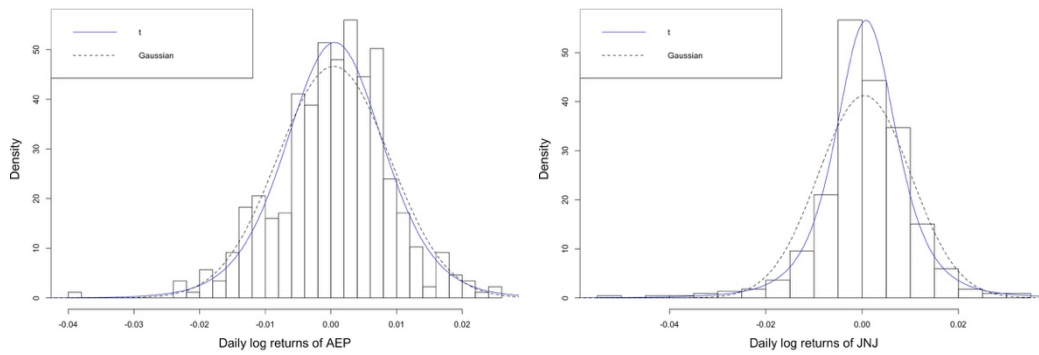 t
Gaussian
Density
0
10
20
30
40
50
-0.04
-0.03
-0.02
-0.01
0.00
0.01
0.02
Daily log returns of AEP
t
Gaussian
Density
0
10
20
30
40
50
-0.04
-0.02
0.00
0.02
Daily log returns of JNJ